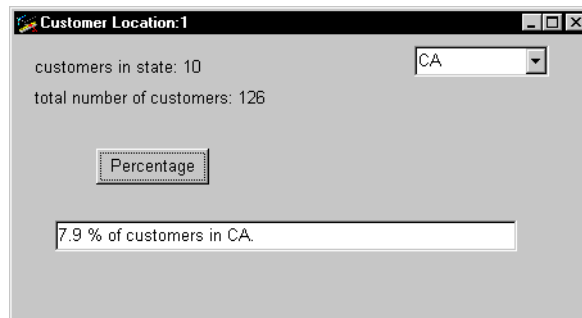 Customer Location:1
customers in state: 10
CA
total number of customers: 126
Percentage
7.9 % of customers in CA.